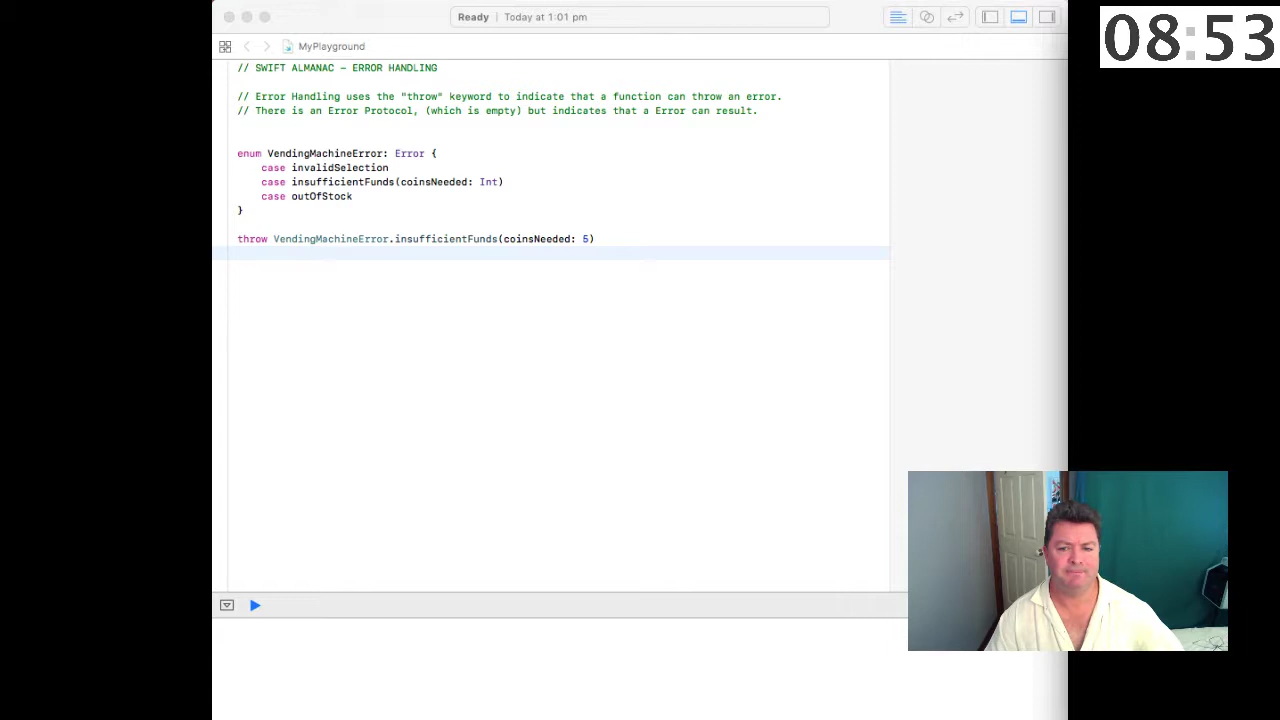 Ready | Today at 1:01 pm
08:53
MyPlayground
// SWIFT ALMANAC – ERROR HANDLING
// Error Handling uses the "throw" keyword to indicate that a function can throw an error.
// There is an Error Protocol, (which is empty) but indicates that a Error can result.
enum VendingMachineError: Error {
case invalidSelection
case insufficientFunds(coinsNeeded: Int)
case outOfStock
}
throw VendingMachineError.insufficientFunds(coinsNeeded: 5)